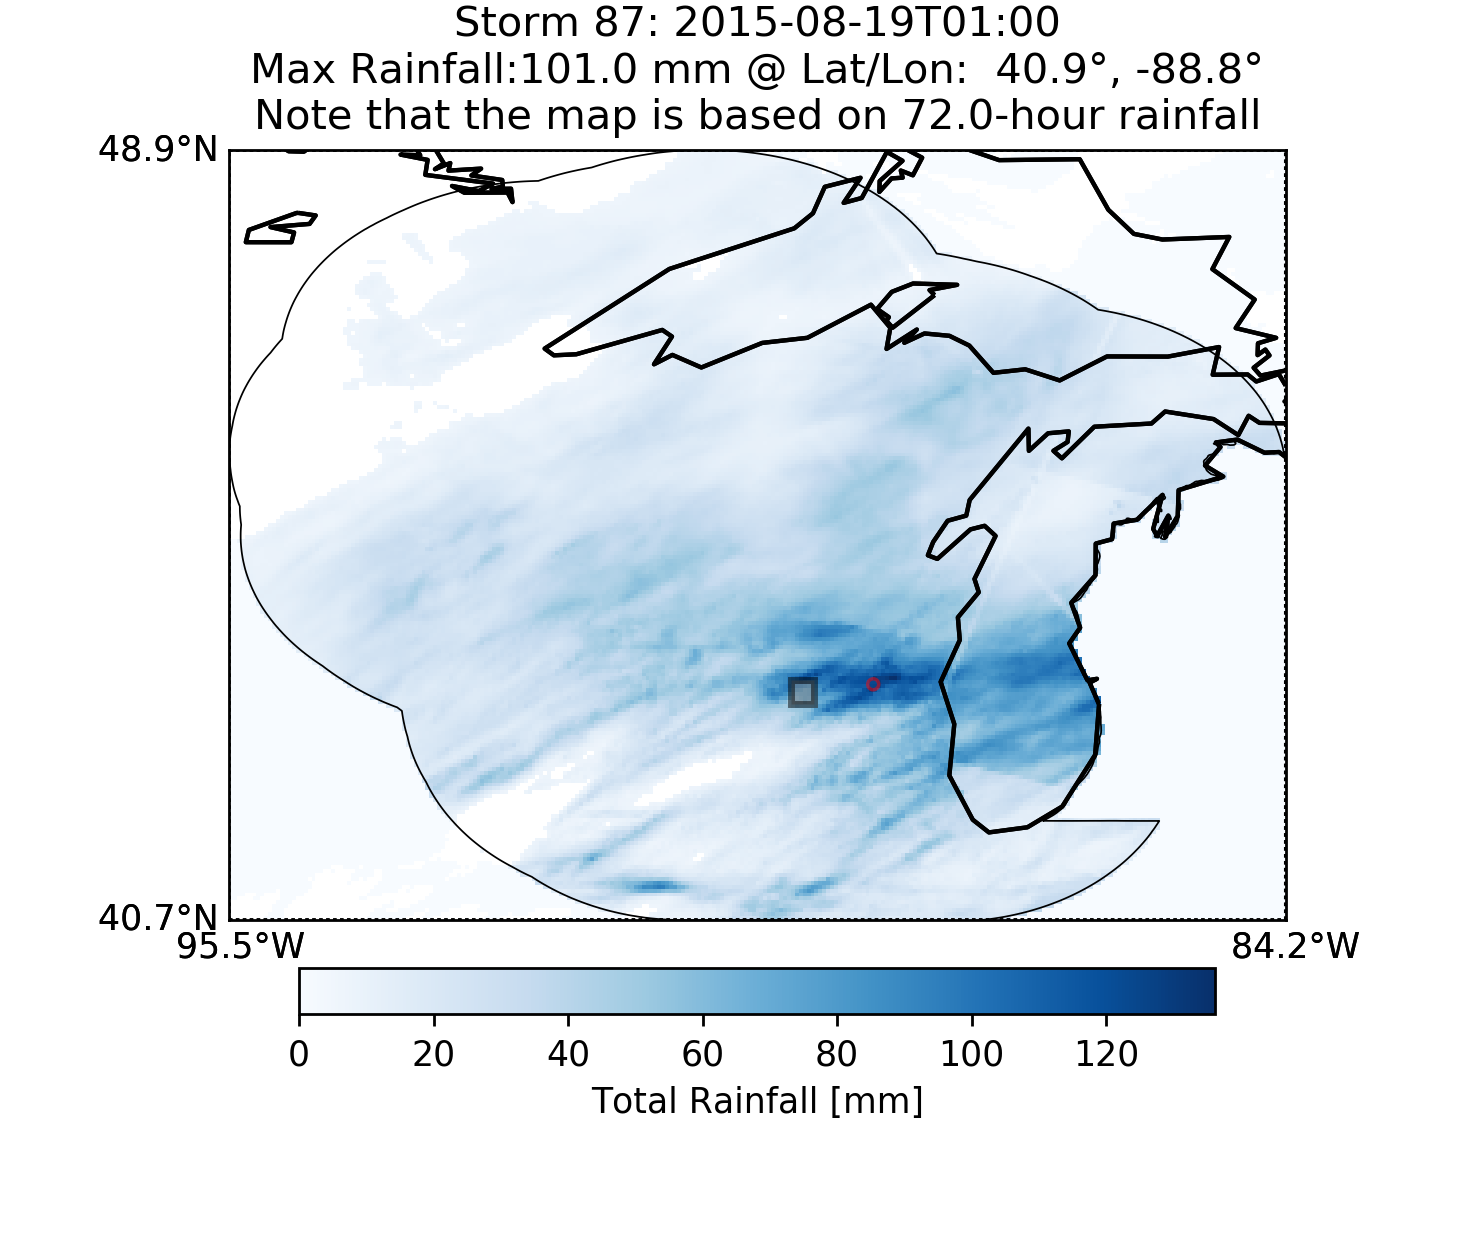 Storm 87: 2015-08-19T01:00
Max Rainfall:101.0 mm @ Lat/Lon:  40.9°, -88.8°
Note that the map is based on 72.0-hour rainfall
48.9°N
40.7°N
95.5°W 84.2°W
0 20 40 60 80 100 120
Total Rainfall [mm]